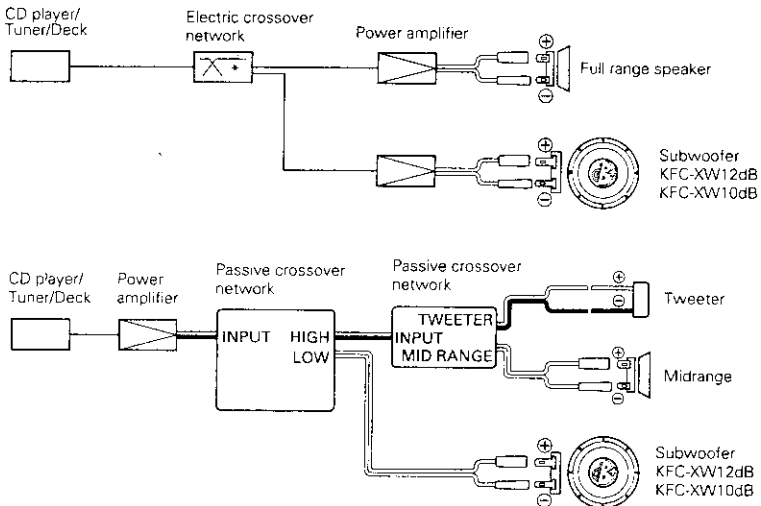 CD player/
Tuner/Deck
Electric crossover
network
Power amplifier
⊕
⊖
Full range speaker
⊕
⊖
Subwoofer
KFC-XW12dB
KFC-XW10dB
CD player/
Tuner/Deck
Power
amplifier
Passive crossover
network
INPUT HIGH
LOW
Passive crossover
network
TWEETER
INPUT
MID RANGE
⊕
⊖
Tweeter
⊕
⊖
Midrange
⊕
⊖
Subwoofer
KFC-XW12dB
KFC-XW10dB